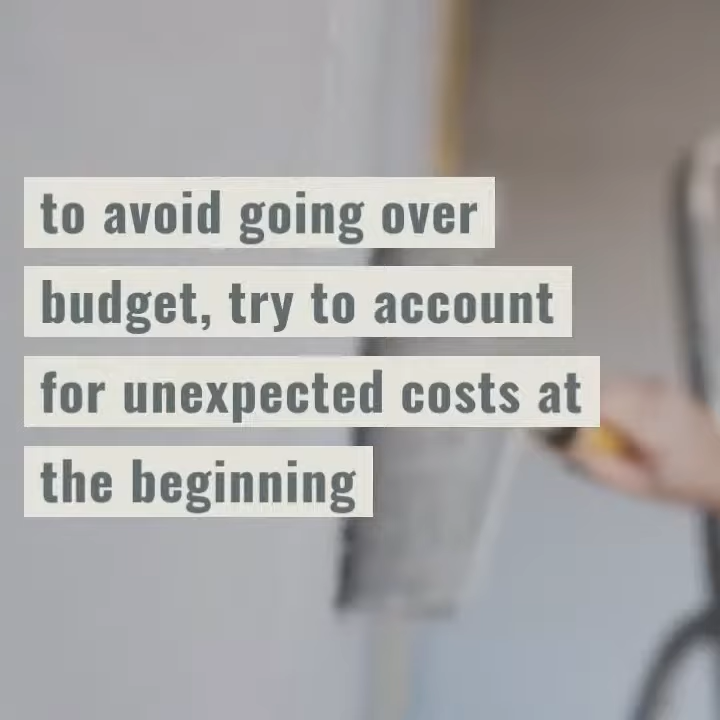 to avoid going over
budget, try to account
for unexpected costs at
the beginning